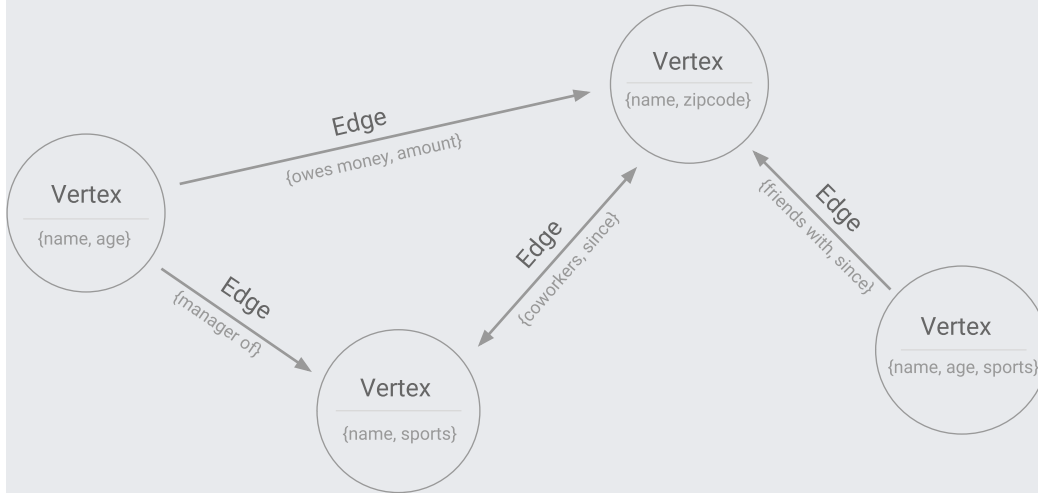 Vertex
{name, zipcode}
Edge
{owes money, amount}
Vertex
{name, age}
Edge
{friends with, since}
Edge
{coworkers, since}
Edge
{manager of}
Vertex
{name, age, sports}
Vertex
{name, sports}